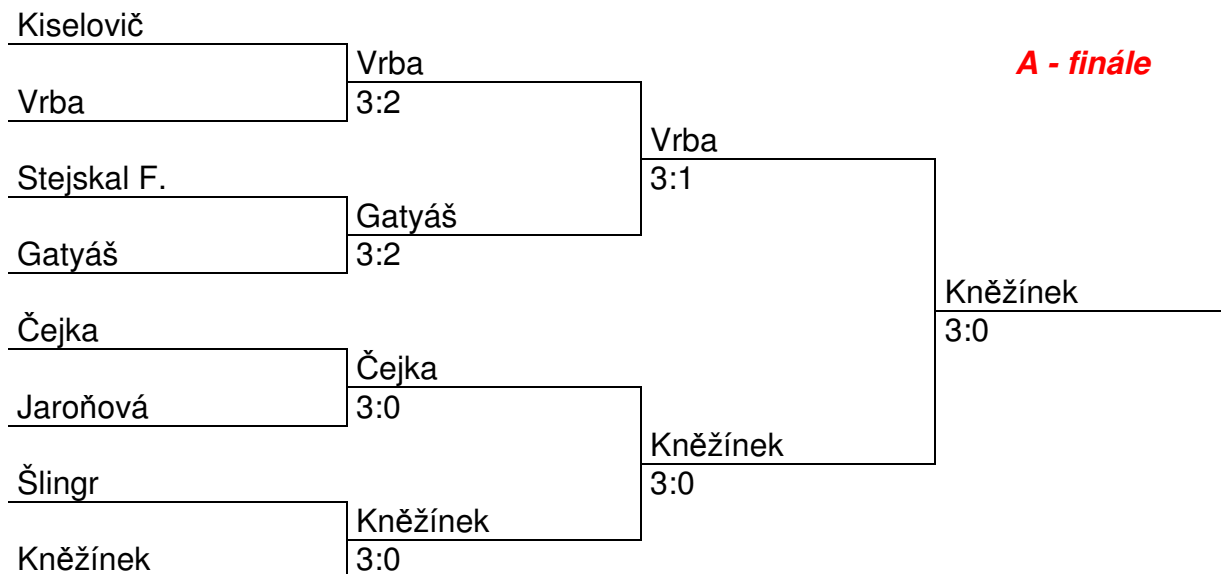 Kiselovič
Vrba
A - finále
Vrba
3:2
Vrba
Stejskal F.
3:1
Gatyáš
Gatyáš
3:2
Kněžínek
Čejka
3:0
Čejka
Jaroňová
3:0
Kněžínek
Šlingr
3:0
Kněžínek
Kněžínek
3:0